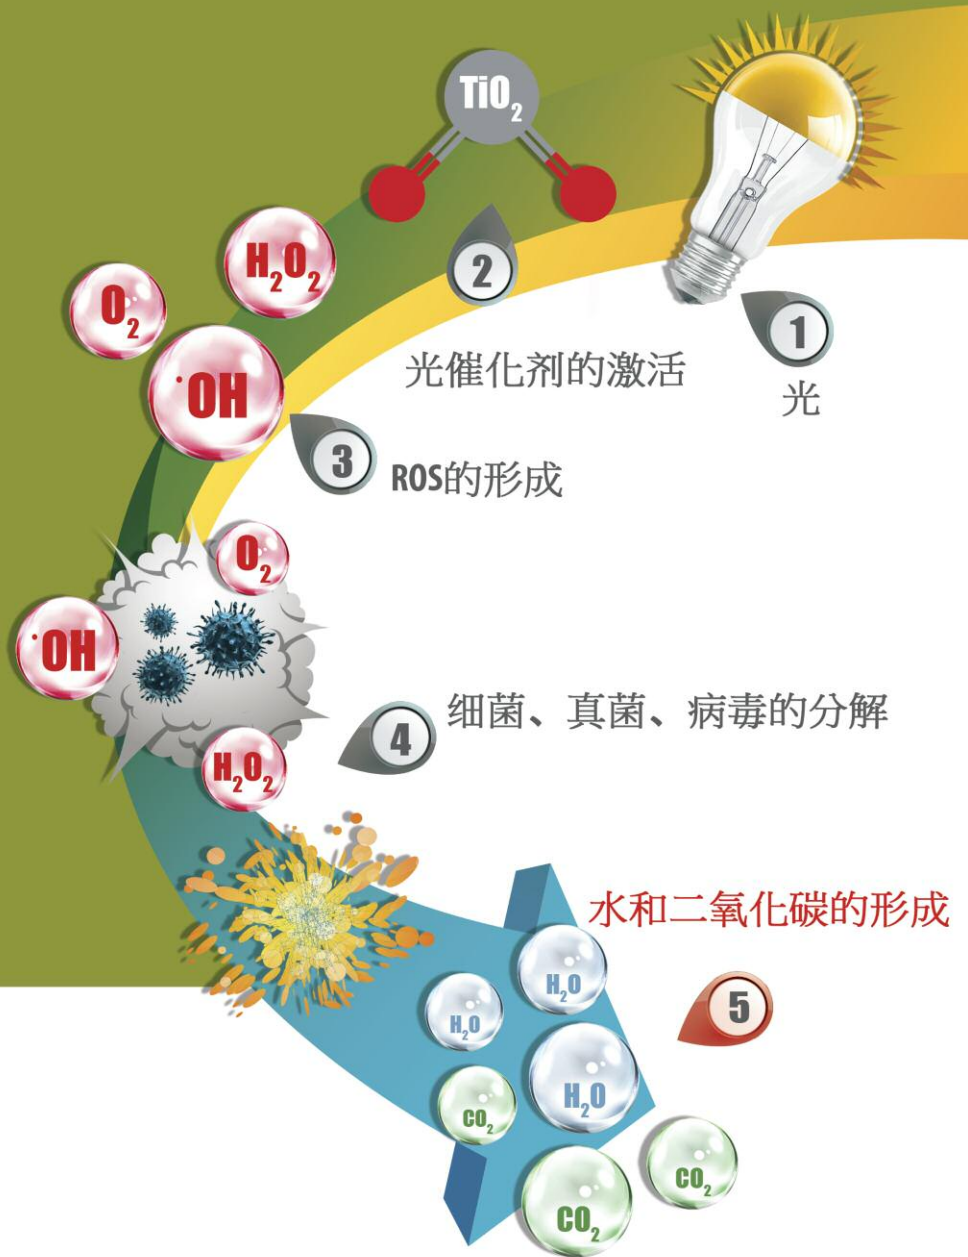 TiO₂
1
光
2
光催化剂的激活
H₂O₂
O₂
·OH
3
ROS的形成
O₂
·OH
H₂O₂
4
细菌、真菌、病毒的分解
水和二氧化碳的形成
5
H₂O
H₂O
H₂O
CO₂
CO₂
CO₂